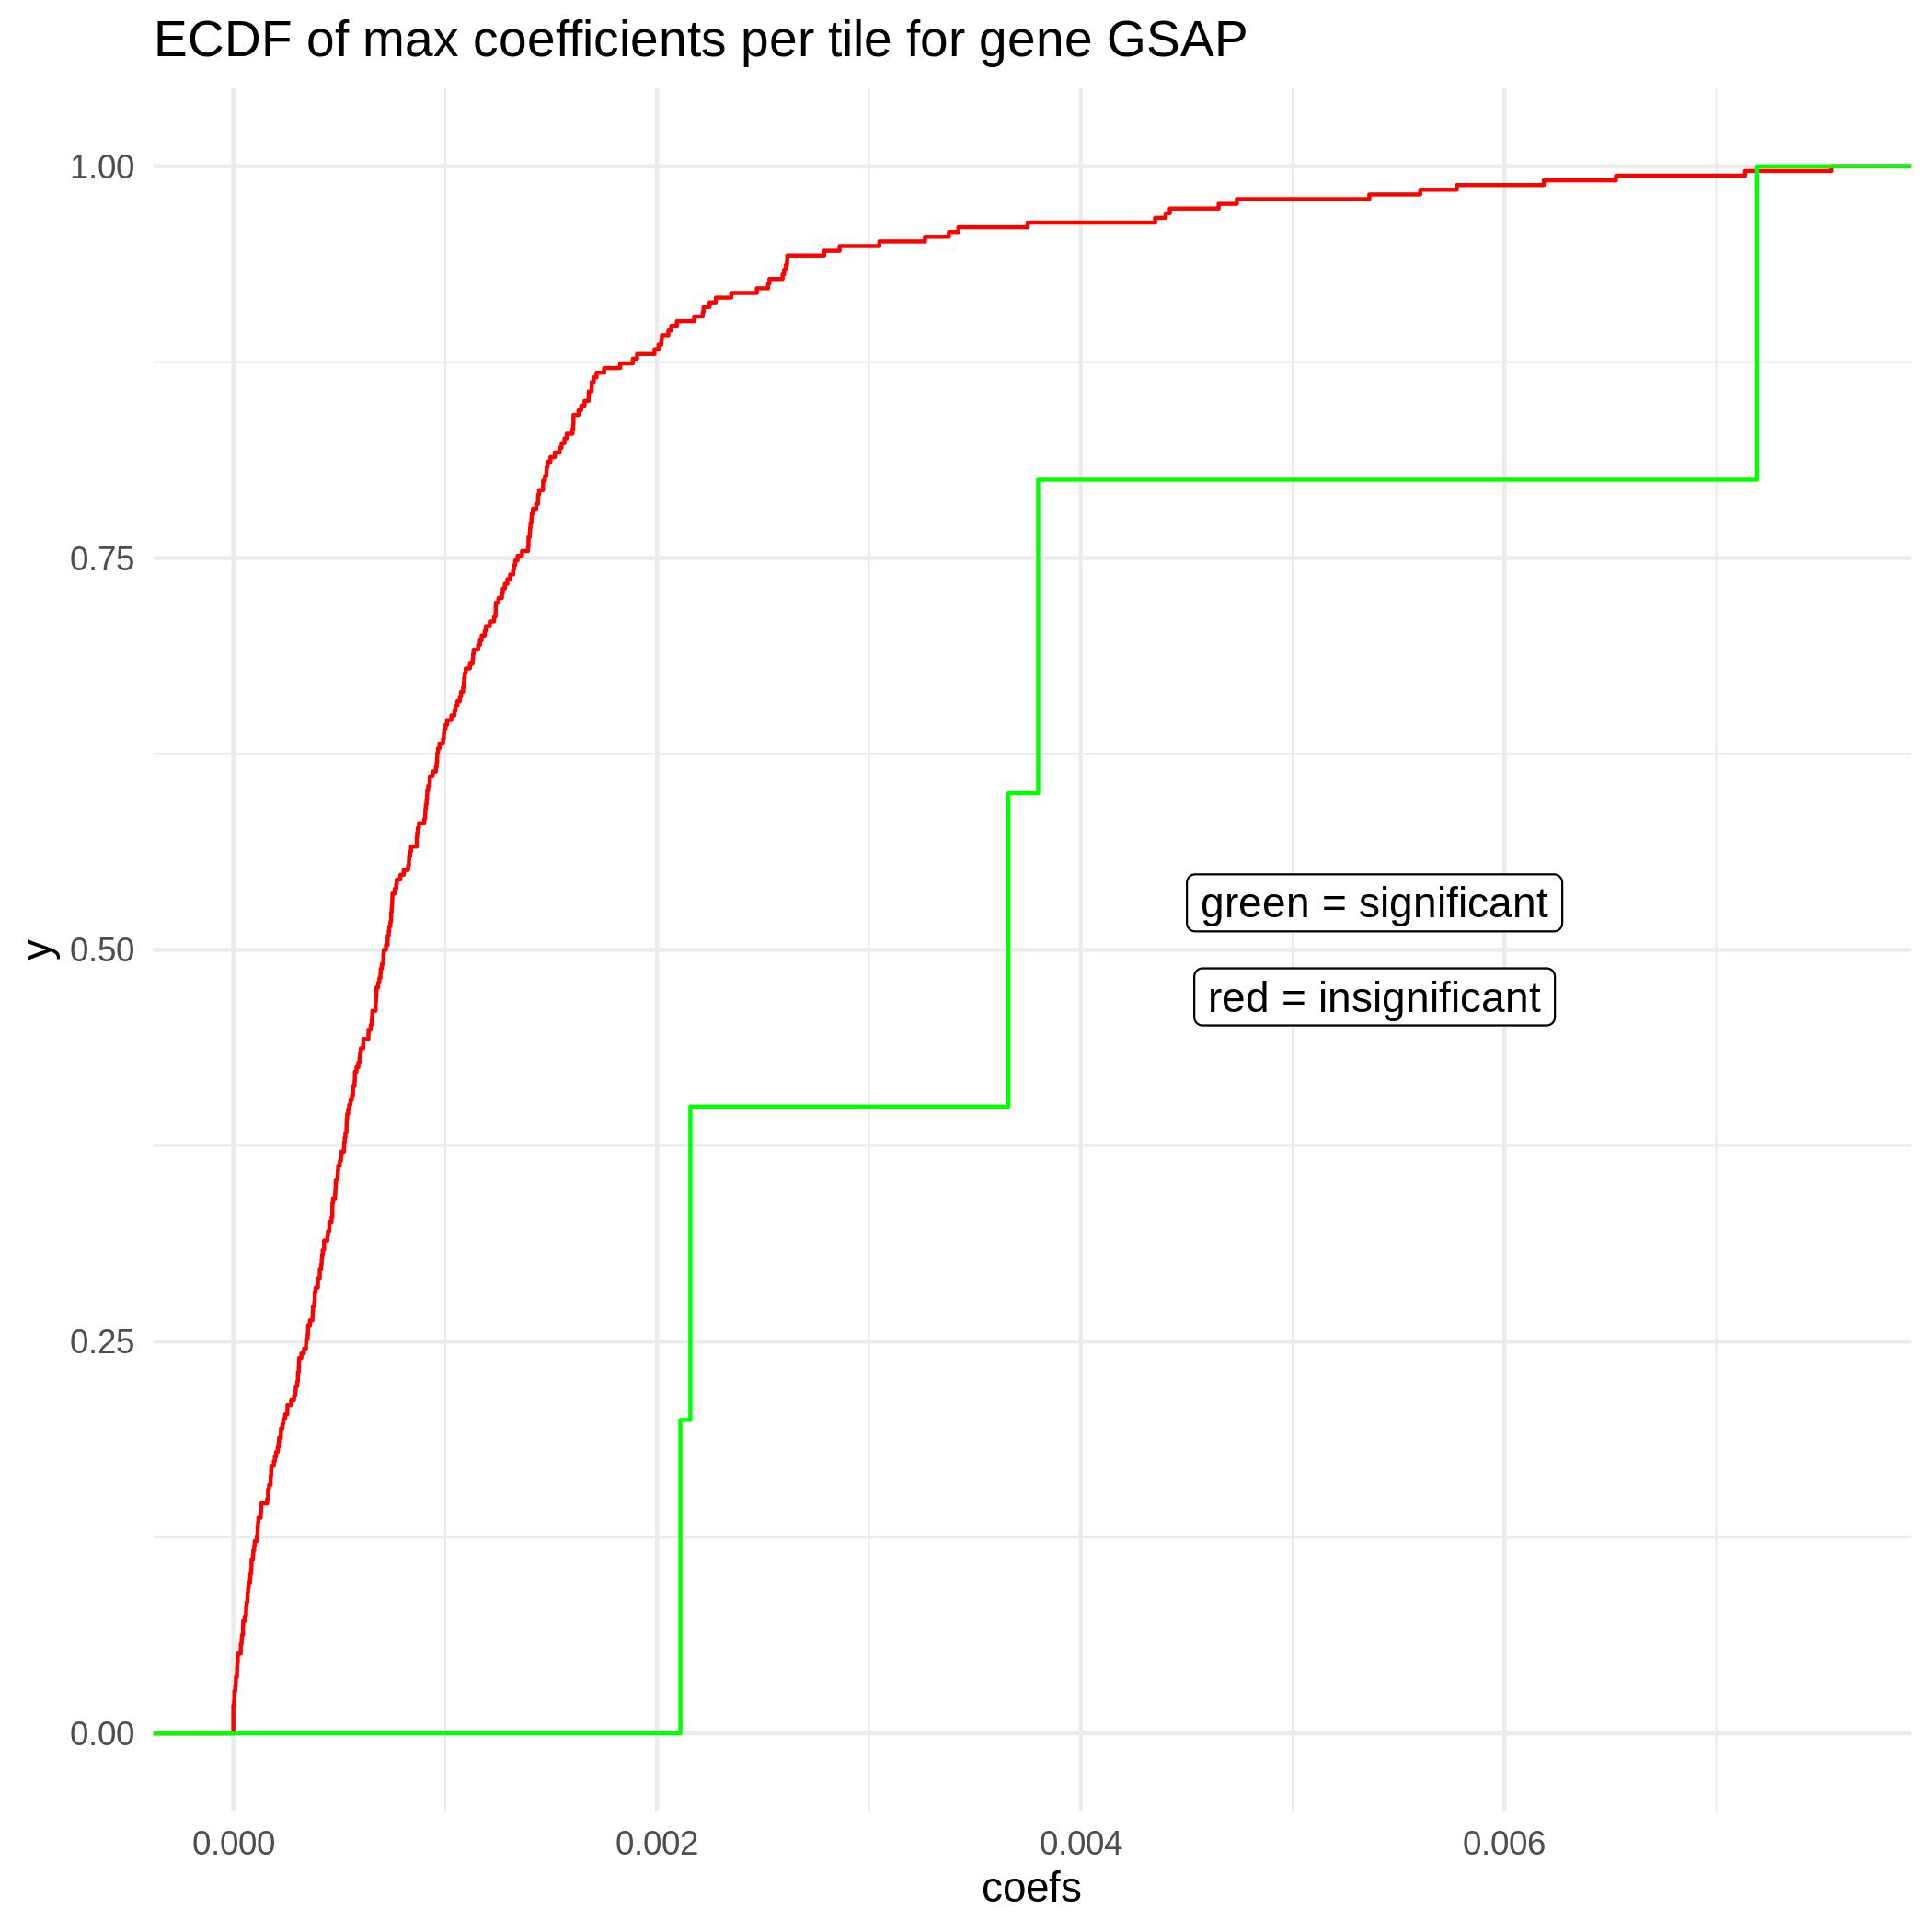 ECDF of max coefficients per tile for gene GSAP
1.00
0.75
0.50
0.25
0.00
y
green = significant
red = insignificant
0.000 0.002 0.004 0.006
coefs